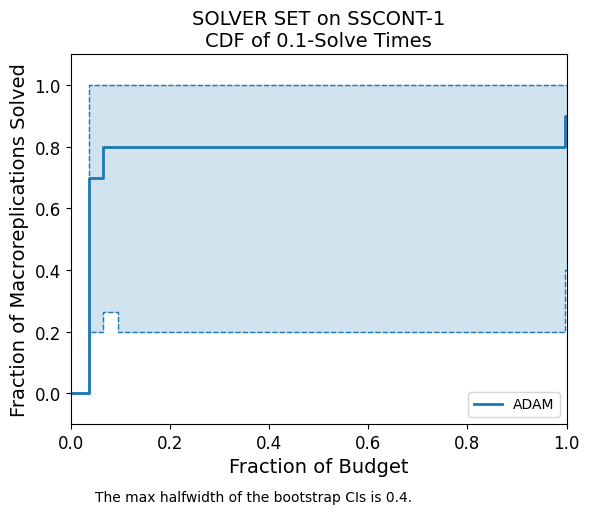 SOLVER SET on SSCONT-1
CDF of 0.1-Solve Times
Fraction of Macroreplications Solved
1.0
0.8
0.6
0.4
0.2
0.0
ADAM
0.0 0.2 0.4 0.6 0.8 1.0
Fraction of Budget
The max halfwidth of the bootstrap CIs is 0.4.